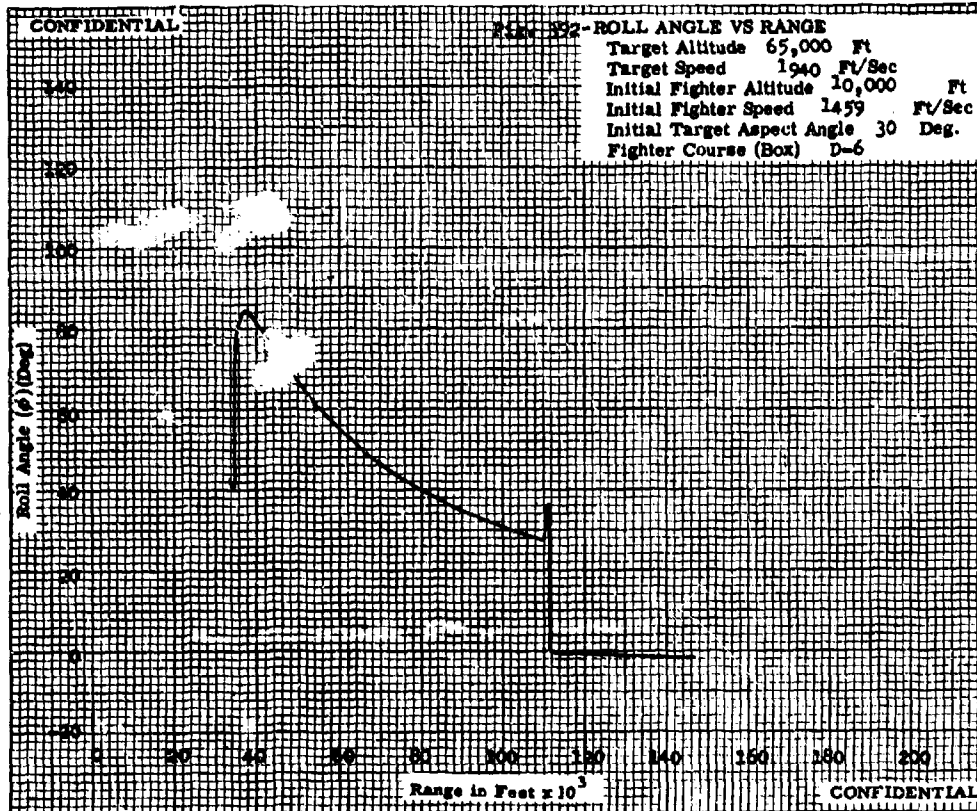 CONFIDENTIAL
392-ROLL ANGLE VS RANGE
Target Altitude 65,000 Ft
Target Speed 1940 Ft/Sec
Initial Fighter Altitude 10,000 Ft
Initial Fighter Speed 1459 Ft/Sec
Initial Target Aspect Angle 30 Deg.
Fighter Course (Box) D-6
140
120
100
80
60
40
20
0
-20
Roll Angle (ϕ)(Deg)
0 20 40 60 80 100 120 140 160 180 200
Range in Feet x 10³
CONFIDENTIAL